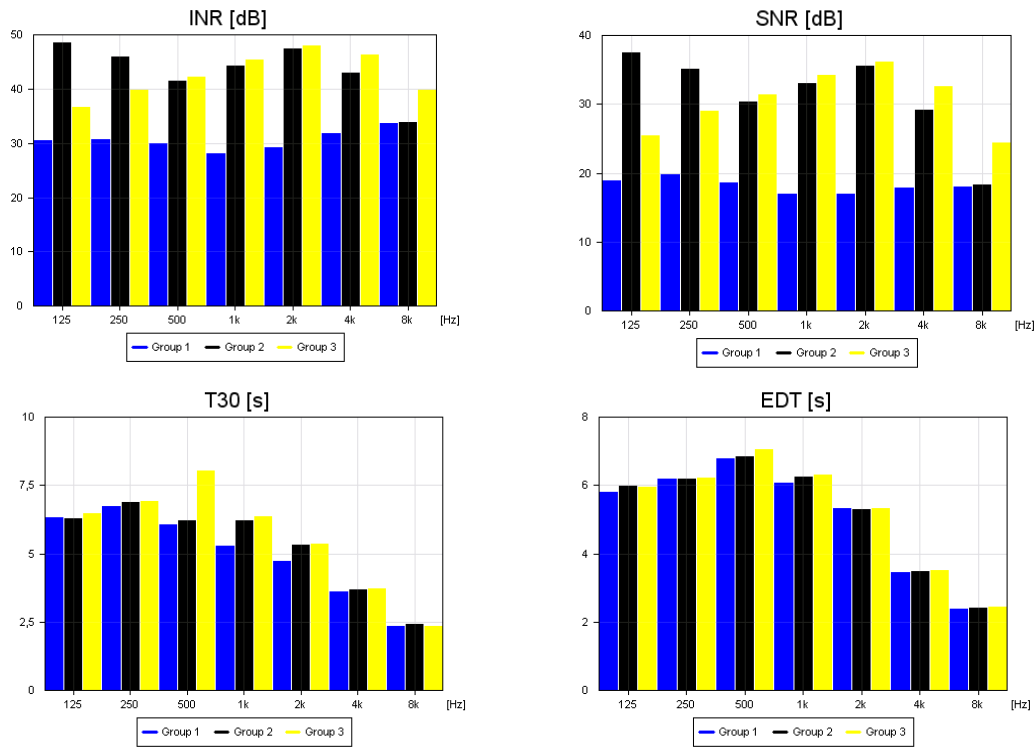 INR [dB]
50
40
30
20
10
0
125 250 500 1k 2k 4k 8k [Hz]
Group 1 Group 2 Group 3
SNR [dB]
40
30
20
10
0
125 250 500 1k 2k 4k 8k [Hz]
Group 1 Group 2 Group 3
T30 [s]
10
7,5
5
2,5
0
125 250 500 1k 2k 4k 8k [Hz]
Group 1 Group 2 Group 3
EDT [s]
8
6
4
2
0
125 250 500 1k 2k 4k 8k [Hz]
Group 1 Group 2 Group 3